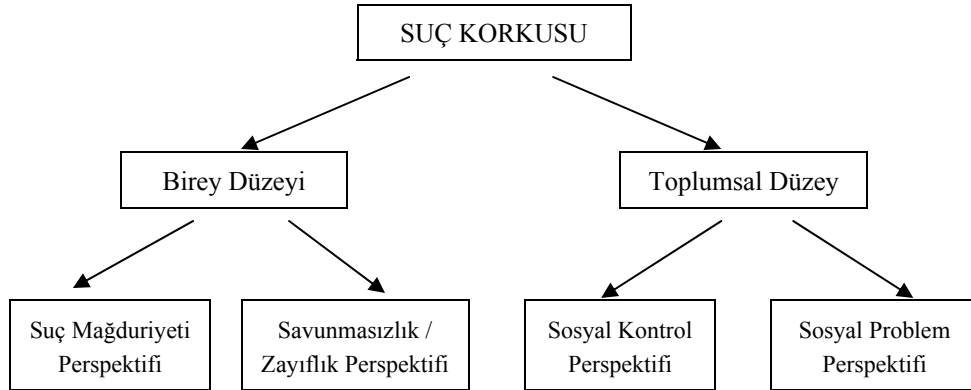 SUÇ KORKUSU
Birey Düzeyi
Toplumsal Düzey
Suç Mağduriyeti
Perspektifi
Savunmasızlık /
Zayıflık Perspektifi
Sosyal Kontrol
Perspektifi
Sosyal Problem
Perspektifi